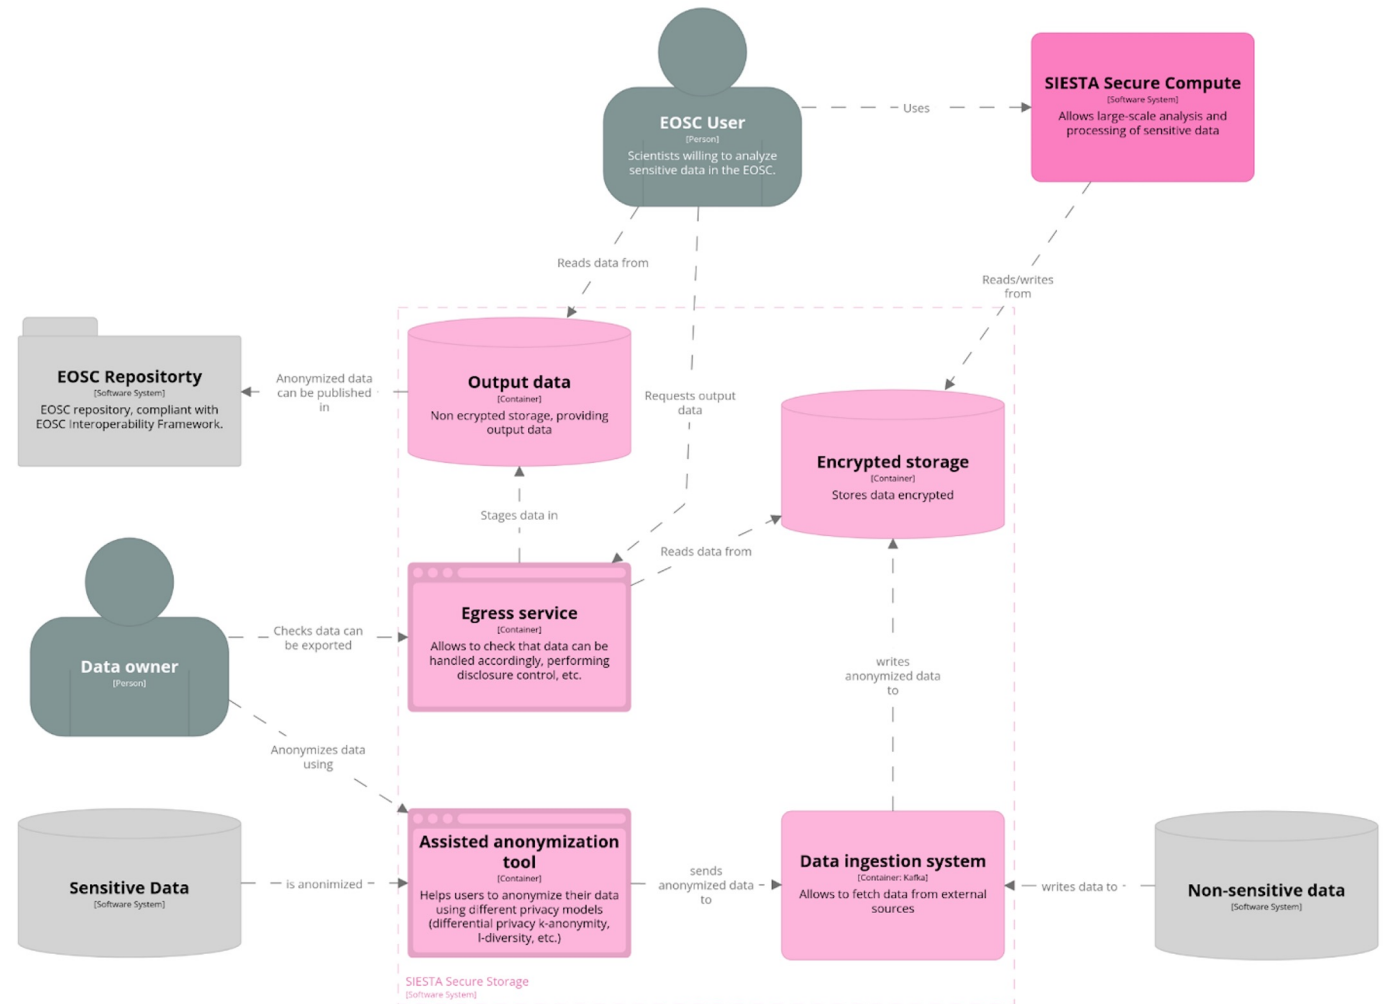 EOSC User
[Person]
Scientists willing to analyze
sensitive data in the EOSC.
Uses
SIESTA Secure Compute
[Software System]
Allows large-scale analysis and
processing of sensitive data
Reads data from
Reads/writes
from
EOSC Repositorty
[Software System]
EOSC repository, compliant with
EOSC Interoperability Framework.
Anonymized data
can be published
in
Output data
[Container]
Non ecrypted storage, providing
output data
Requests output
data
Encrypted storage
[Container]
Stores data encrypted
Stages data in
Reads data from
Data owner
[Person]
Checks data can
be exported
Egress service
[Container]
Allows to check that data can be
handled accordingly, performing
disclosure control, etc.
writes
anonymized data
to
Anonymizes data
using
Sensitive Data
[Software System]
is anonimized
Assisted anonymization
tool
[Container]
Helps users to anonymize their data
using different privacy models
(differential privacy k-anonymity,
l-diversity, etc.)
sends
anonymized data
to
Data ingestion system
[Container: Kafka]
Allows to fetch data from external
sources
writes data to
Non-sensitive data
[Software System]
SIESTA Secure Storage
[Software System]